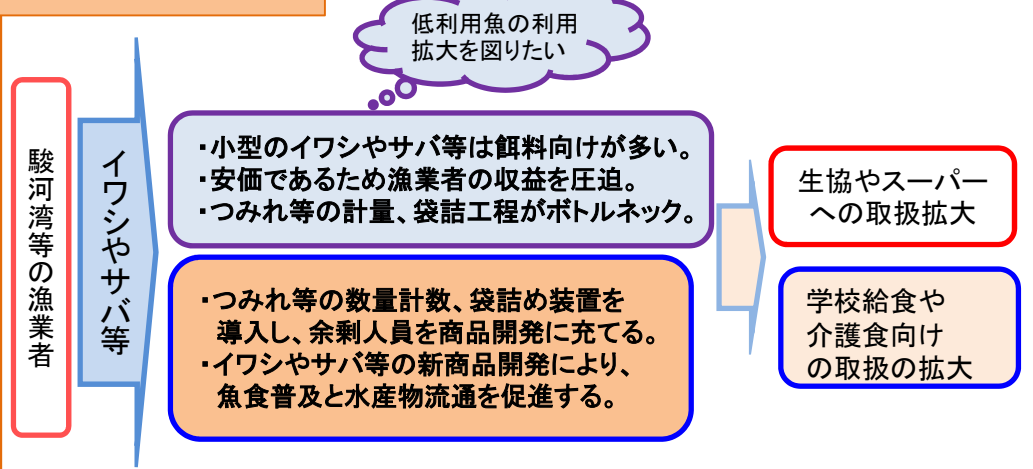 低利用魚の利用
拡大を図りたい
駿河湾等の漁業者
イワシやサバ等
・小型のイワシやサバ等は餌料向けが多い。
・安価であるため漁業者の収益を圧迫。
・つみれ等の計量、袋詰工程がボトルネック。
・つみれ等の数量計数、袋詰め装置を
導入し、余剰人員を商品開発に充てる。
・イワシやサバ等の新商品開発により、
魚食普及と水産物流通を促進する。
生協やスーパー
への取扱拡大
学校給食や
介護食向け
の取扱の拡大